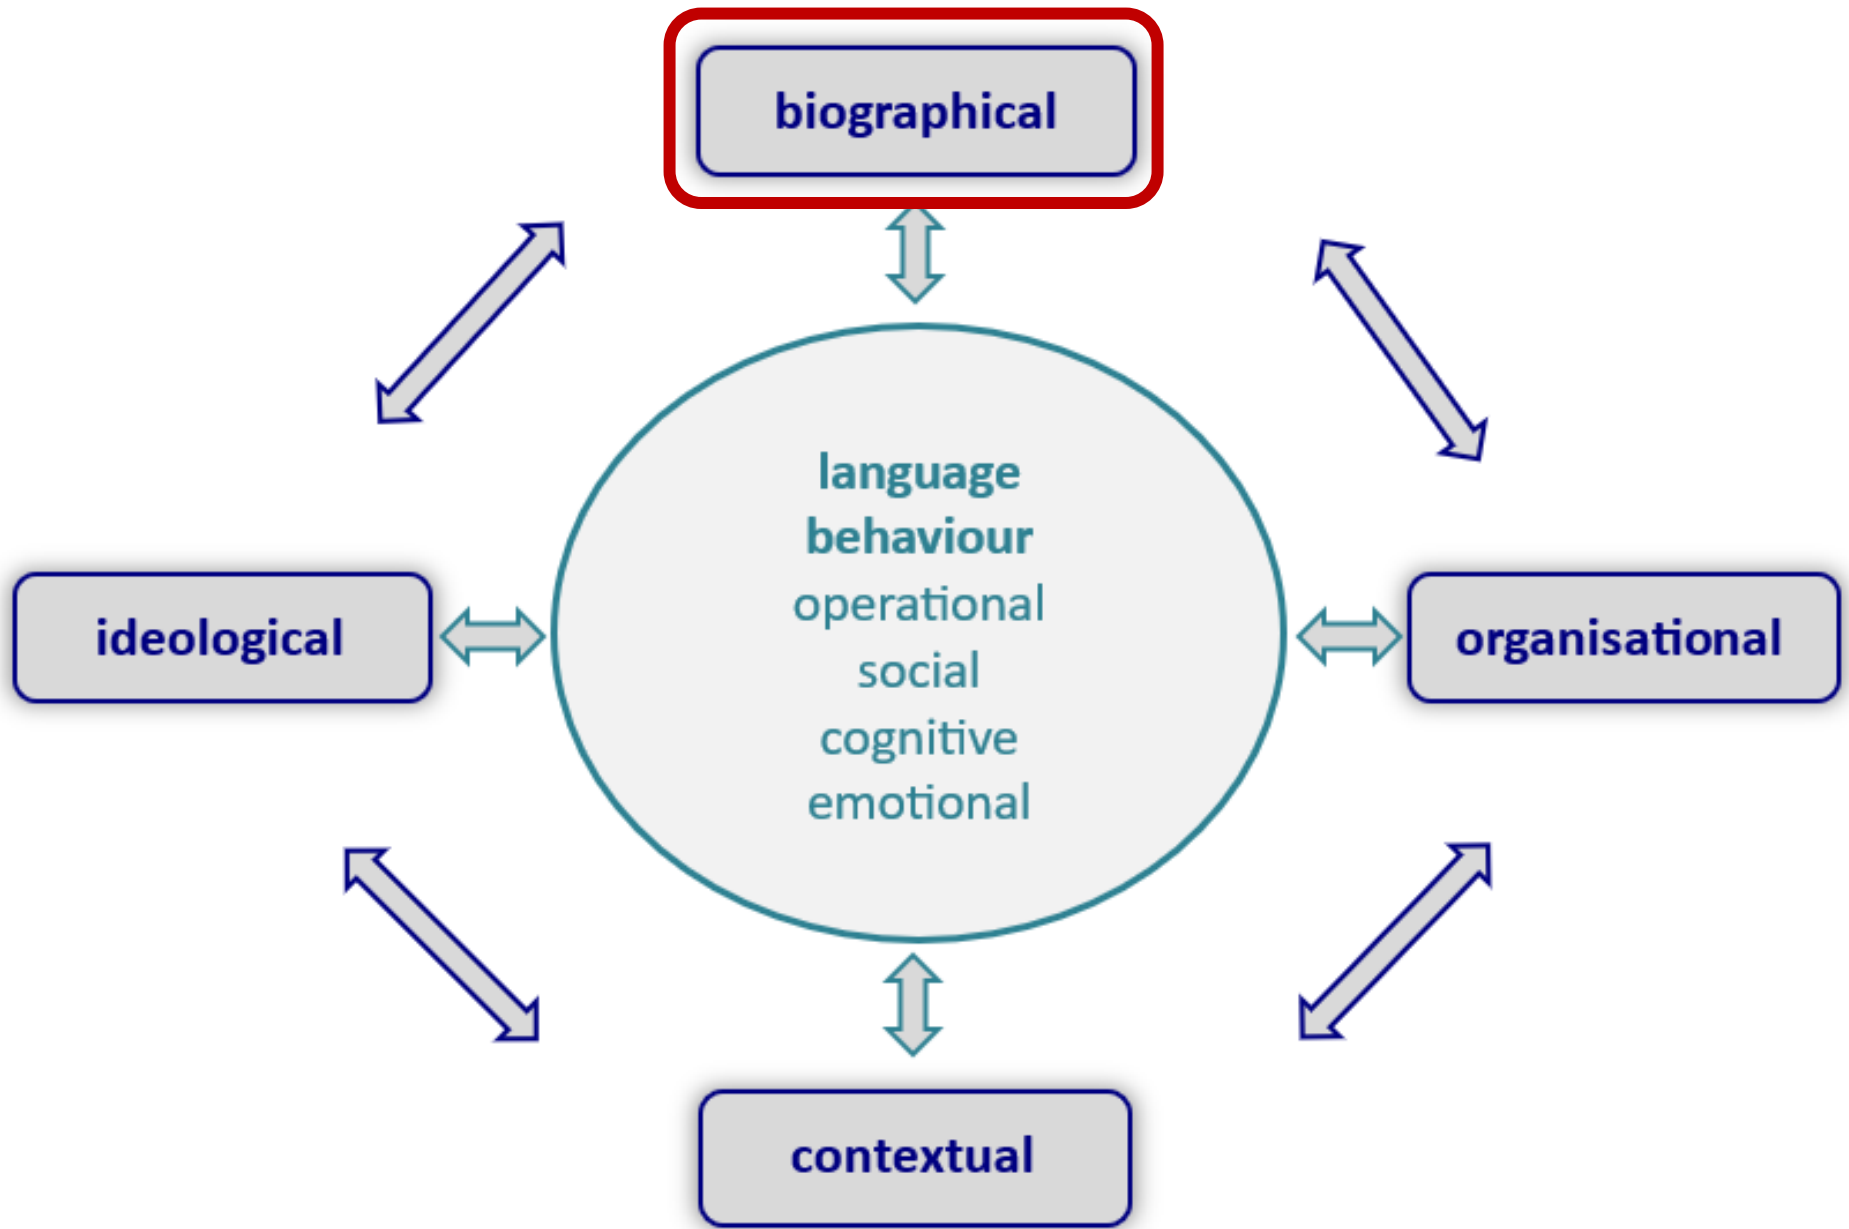 biographical
language
behaviour
operational
social
cognitive
emotional
ideological
organisational
contextual